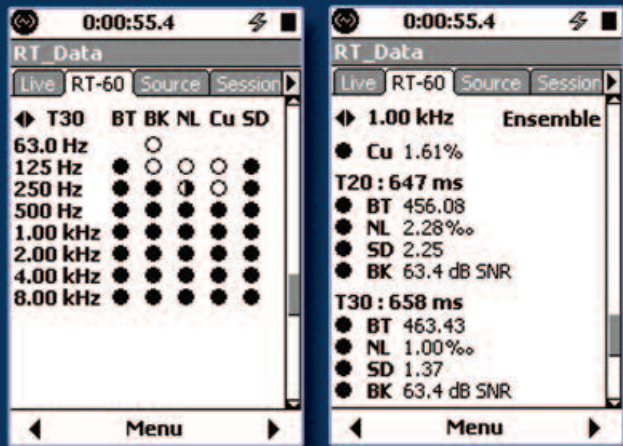 0:00:55.4
RT_Data
Live RT-60 Source Session
T30 BT BK NL Cu SD
63.0 Hz
125 Hz
250 Hz
500 Hz
1.00 kHz
2.00 kHz
4.00 kHz
8.00 kHz
Menu
0:00:55.4
RT_Data
Live RT-60 Source Session
1.00 kHz Ensemble
Cu 1.61%
T20 : 647 ms
BT 456.08
NL 2.28‰
SD 2.25
BK 63.4 dB SNR
T30 : 658 ms
BT 463.43
NL 1.00‰
SD 1.37
BK 63.4 dB SNR
Menu